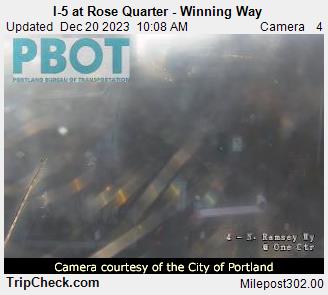 I-5 at Rose Quarter - Winning Way
Updated Dec 20 2023 10:08 AM Camera 4
PBOT
PORTLAND BUREAU OF TRANSPORTATION
4 - N. Ramsey Wy
W One Ctr
Camera courtesy of the City of Portland
TripCheck.com Milepost302.00